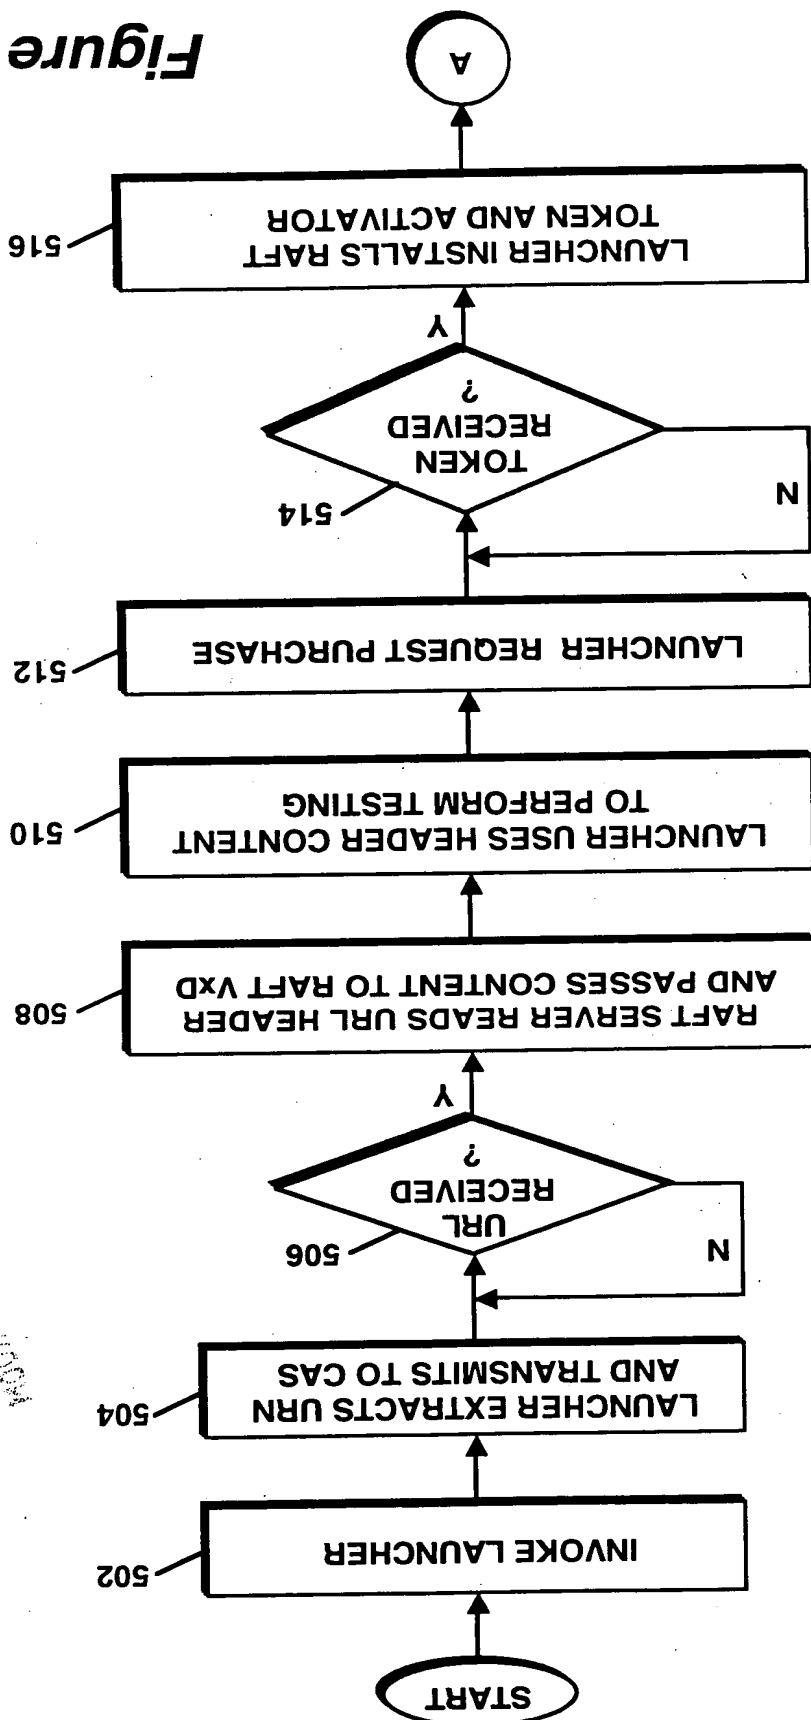 START
INVOKE LAUNCHER
502
LAUNCHER EXTRACTS URN
AND TRANSMITS TO CAS
504
URL
RECEIVED
?
506
N
Y
RAFT SERVER READS URL HEADER
AND PASSES CONTENT TO RAFT VxD
508
LAUNCHER USES HEADER CONTENT
TO PERFORM TESTING
510
LAUNCHER REQUEST PURCHASE
512
TOKEN
RECEIVED
?
514
N
Y
LAUNCHER INSTALLS RAFT
TOKEN AND ACTIVATOR
516
A
Figure